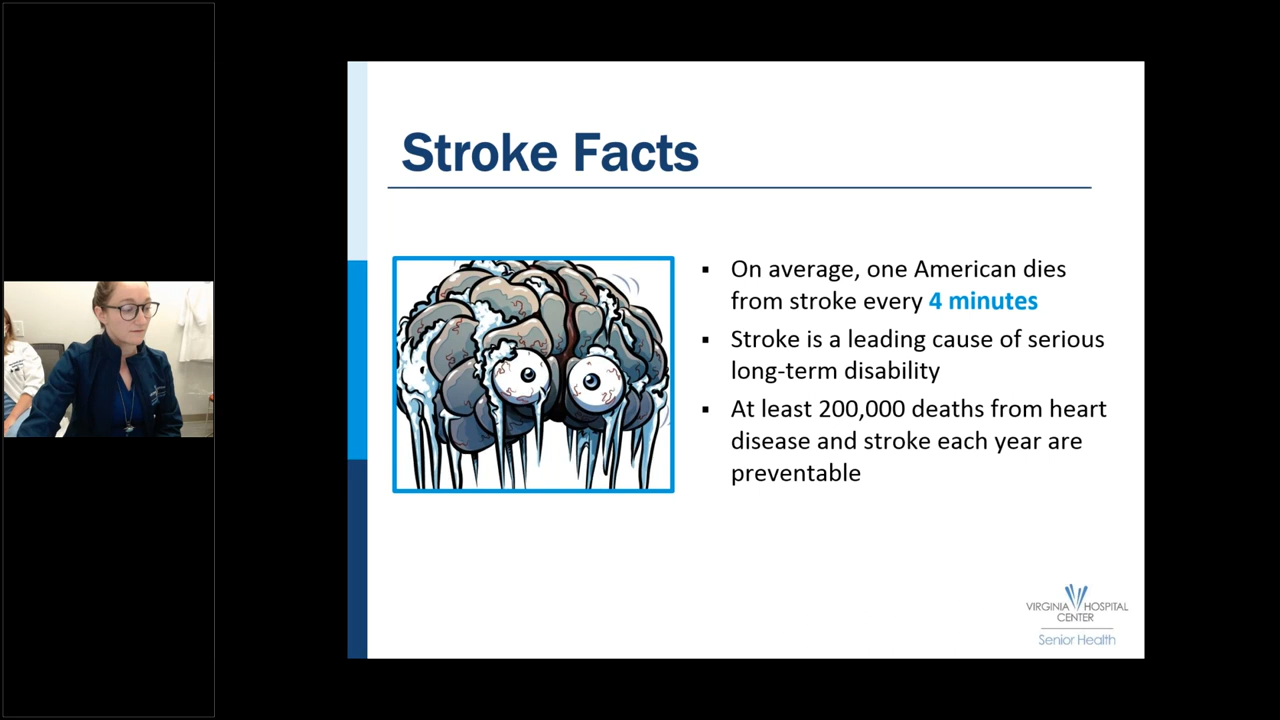 Stroke Facts
▪ On average, one American dies
from stroke every 4 minutes
▪ Stroke is a leading cause of serious
long-term disability
▪ At least 200,000 deaths from heart
disease and stroke each year are
preventable
VIRGINIA HOSPITAL
CENTER
Senior Health